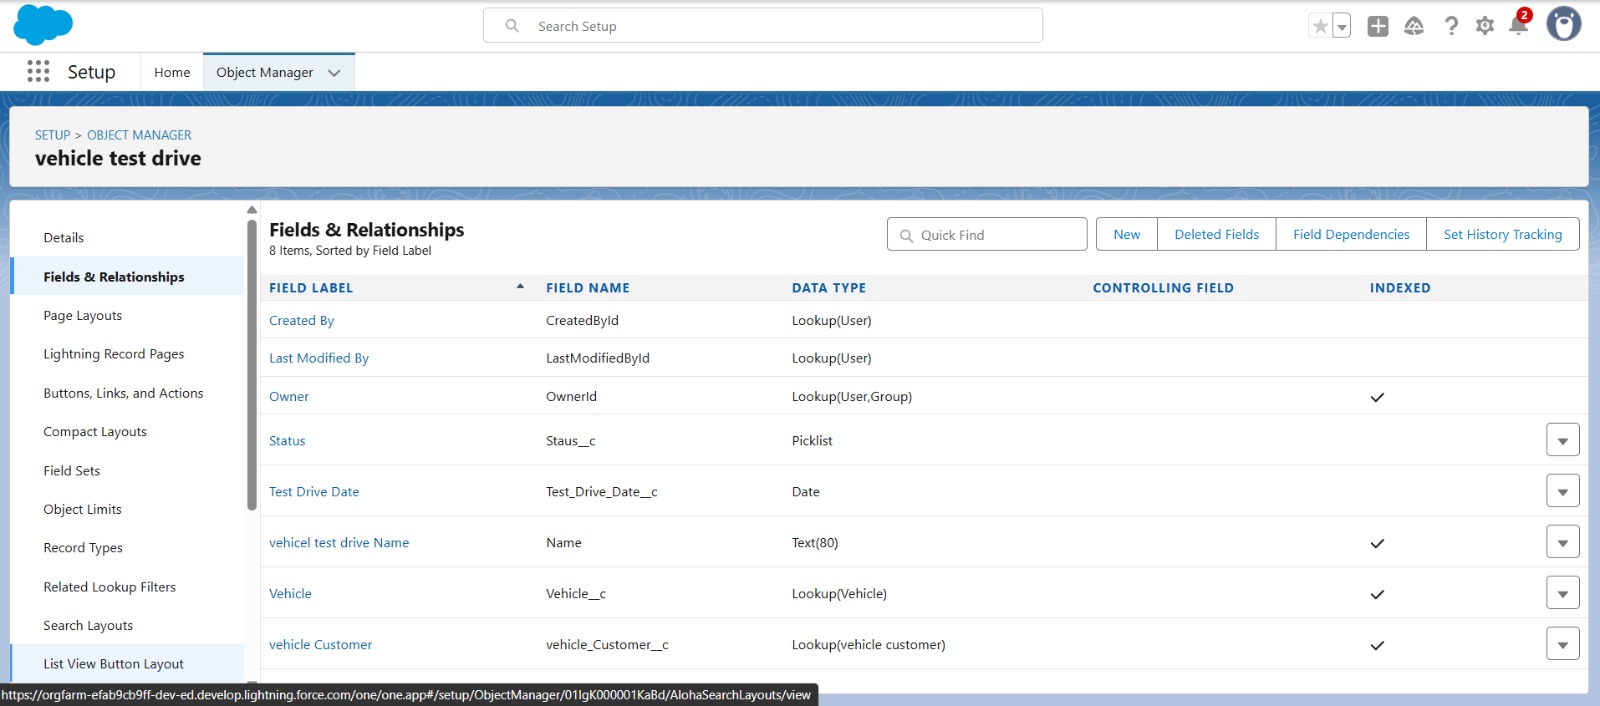 Search Setup
2
Setup
Home
Object Manager
SETUP > OBJECT MANAGER
vehicle test drive
Details
Fields & Relationships
Page Layouts
Lightning Record Pages
Buttons, Links, and Actions
Compact Layouts
Field Sets
Object Limits
Record Types
Related Lookup Filters
Search Layouts
List View Button Layout
Fields & Relationships
8 Items, Sorted by Field Label
Quick Find
New
Deleted Fields
Field Dependencies
Set History Tracking
FIELD LABEL FIELD NAME DATA TYPE CONTROLLING FIELD INDEXED
Created By CreatedById Lookup(User)
Last Modified By LastModifiedById Lookup(User)
Owner OwnerId Lookup(User,Group)
Status Staus__c Picklist
Test Drive Date Test_Drive_Date__c Date
vehicel test drive Name Name Text(80)
Vehicle Vehicle__c Lookup(Vehicle)
vehicle Customer vehicle_Customer__c Lookup(vehicle customer)
https://orgfarm-efab9cb9ff-dev-ed.develop.lightning.force.com/one/one.app#/setup/ObjectManager/01IgK000001KaBd/AlohaSearchLayouts/view